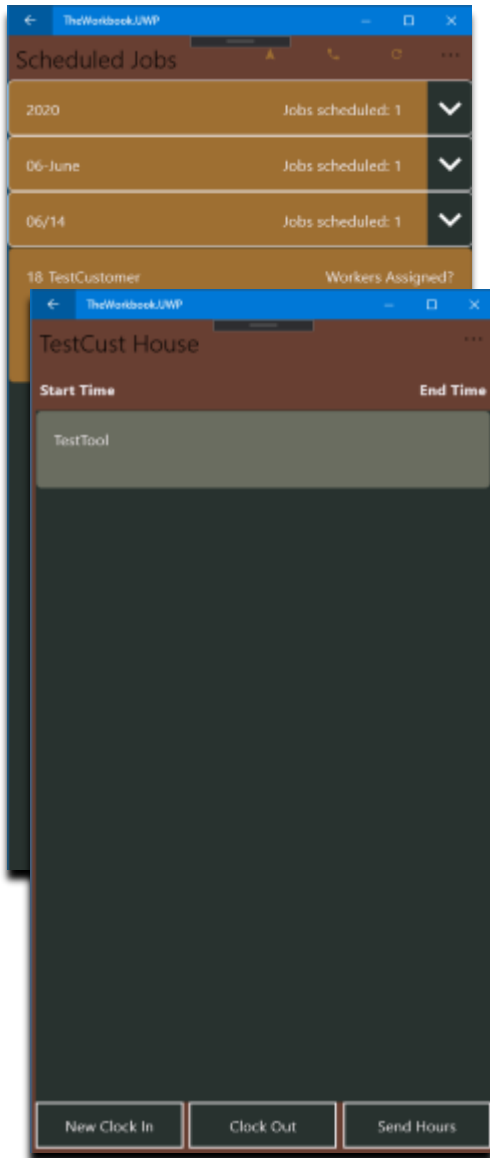 TheWorkbook.UWP
Scheduled Jobs
2020 Jobs scheduled: 1
06-June Jobs scheduled: 1
06/14 Jobs scheduled: 1
18 TestCustomer Workers Assigned?
TheWorkbook.UWP
TestCust House
Start Time End Time
TestTool
New Clock In Clock Out Send Hours